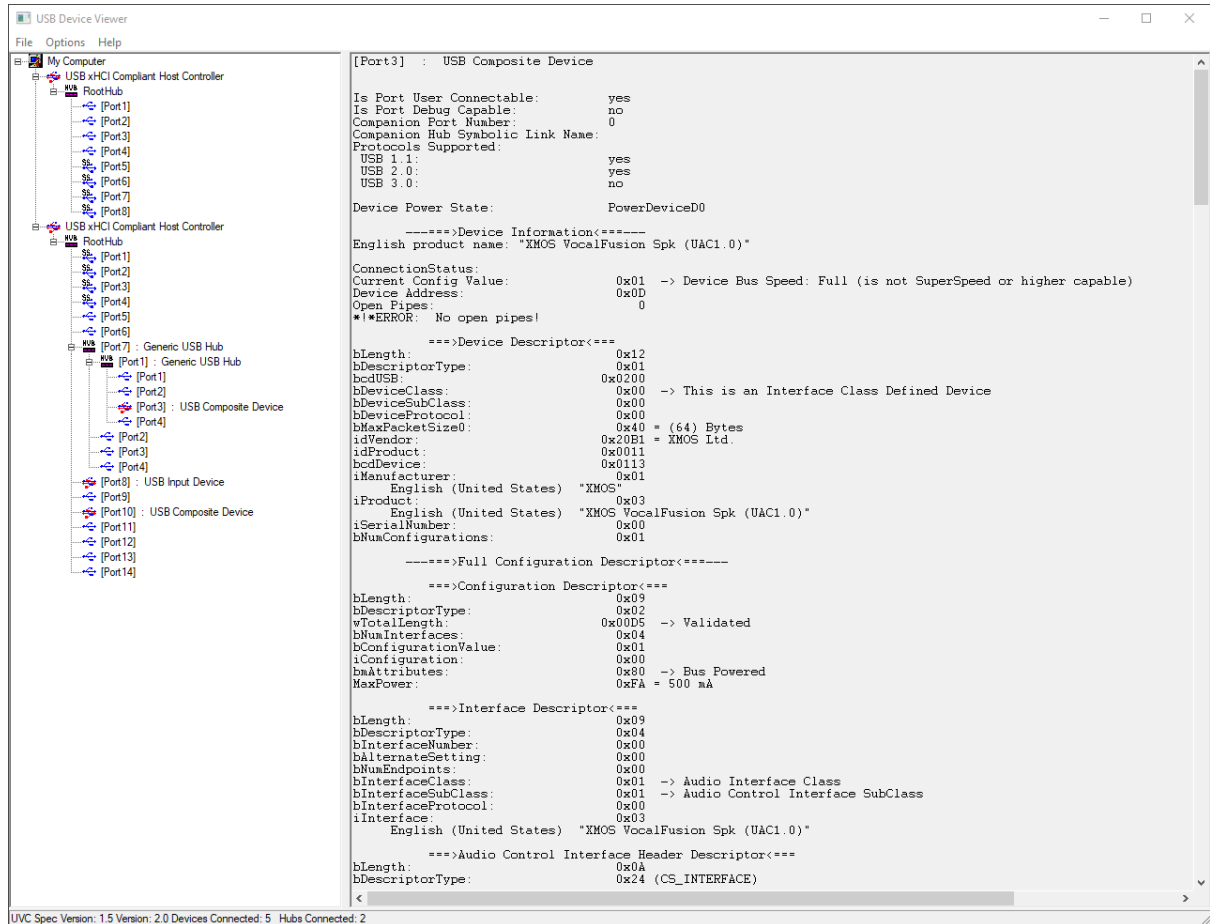 USB Device Viewer
File Options Help
My Computer
USB xHCI Compliant Host Controller
RootHub
[Port1]
[Port2]
[Port3]
[Port4]
[Port5]
[Port6]
[Port7]
[Port8]
USB xHCI Compliant Host Controller
RootHub
[Port1]
[Port2]
[Port3]
[Port4]
[Port5]
[Port6]
[Port7] : Generic USB Hub
[Port1] : Generic USB Hub
[Port1]
[Port2]
[Port3] : USB Composite Device
[Port4]
[Port2]
[Port3]
[Port4]
[Port8] : USB Input Device
[Port9]
[Port10] : USB Composite Device
[Port11]
[Port12]
[Port13]
[Port14]
[Port3] : USB Composite Device
Is Port User Connectable: yes
Is Port Debug Capable: no
Companion Port Number: 0
Companion Hub Symbolic Link Name:
Protocols Supported:
USB 1.1: yes
USB 2.0: yes
USB 3.0: no
Device Power State: PowerDeviceD0
---===>Device Information<===---
English product name: "XMOS VocalFusion Spk (UAC1.0)"
ConnectionStatus:
Current Config Value: 0x01 -> Device Bus Speed: Full (is not SuperSpeed or higher capable)
Device Address: 0x0D
Open Pipes: 0
*!*ERROR: No open pipes!
===>Device Descriptor<===
bLength: 0x12
bDescriptorType: 0x01
bcdUSB: 0x0200
bDeviceClass: 0x00 -> This is an Interface Class Defined Device
bDeviceSubClass: 0x00
bDeviceProtocol: 0x00
bMaxPacketSize0: 0x40 = (64) Bytes
idVendor: 0x20B1 = XMOS Ltd.
idProduct: 0x0011
bcdDevice: 0x0113
iManufacturer: 0x01
English (United States) "XMOS"
iProduct: 0x03
English (United States) "XMOS VocalFusion Spk (UAC1.0)"
iSerialNumber: 0x00
bNumConfigurations: 0x01
---===>Full Configuration Descriptor<===---
===>Configuration Descriptor<===
bLength: 0x09
bDescriptorType: 0x02
wTotalLength: 0x00D5 -> Validated
bNumInterfaces: 0x04
bConfigurationValue: 0x01
iConfiguration: 0x00
bmAttributes: 0x80 -> Bus Powered
MaxPower: 0xFA = 500 mA
===>Interface Descriptor<===
bLength: 0x09
bDescriptorType: 0x04
bInterfaceNumber: 0x00
bAlternateSetting: 0x00
bNumEndpoints: 0x00
bInterfaceClass: 0x01 -> Audio Interface Class
bInterfaceSubClass: 0x01 -> Audio Control Interface SubClass
bInterfaceProtocol: 0x00
iInterface: 0x03
English (United States) "XMOS VocalFusion Spk (UAC1.0)"
===>Audio Control Interface Header Descriptor<===
bLength: 0x0A
bDescriptorType: 0x24 (CS_INTERFACE)
UVC Spec Version: 1.5 Version: 2.0 Devices Connected: 5 Hubs Connected: 2